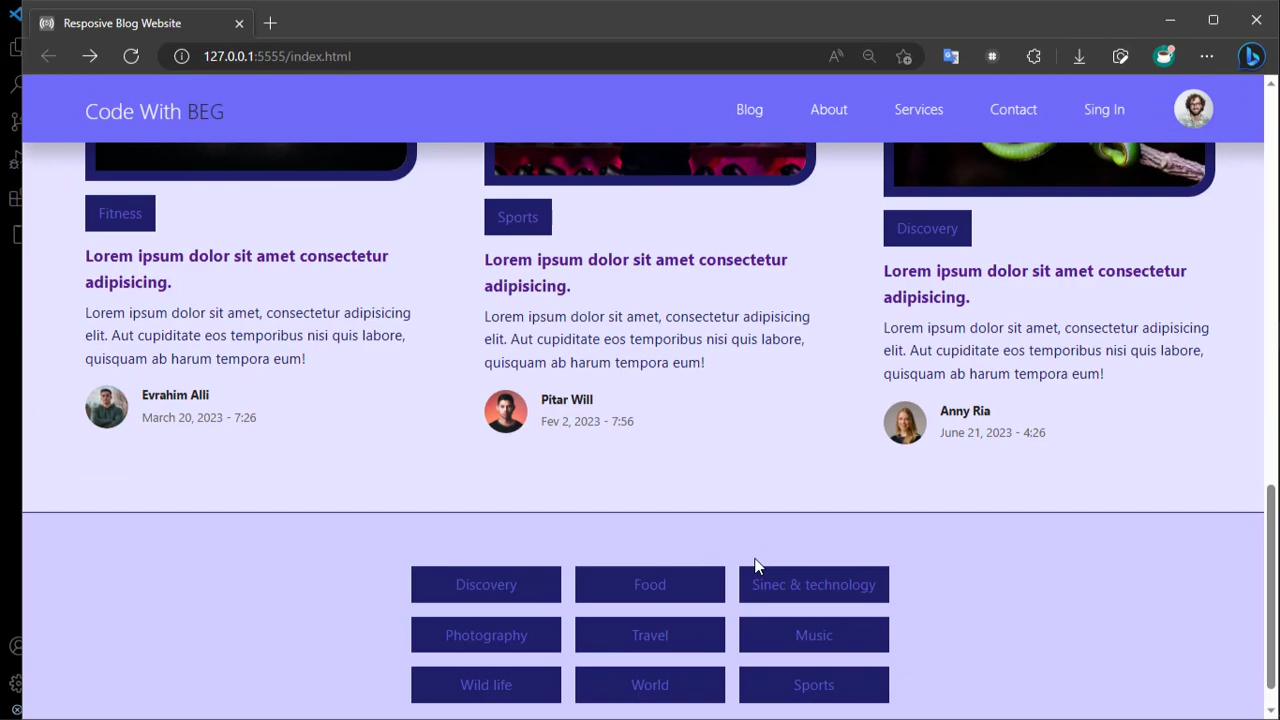 Resposive Blog Website
127.0.0.1:5555/index.html
Code With BEG
Blog
About
Services
Contact
Sing In
Fitness
Lorem ipsum dolor sit amet consectetur
adipisicing.
Lorem ipsum dolor sit amet, consectetur adipisicing
elit. Aut cupiditate eos temporibus nisi quis labore,
quisquam ab harum tempora eum!
Evrahim Alli
March 20, 2023 - 7:26
Sports
Lorem ipsum dolor sit amet consectetur
adipisicing.
Lorem ipsum dolor sit amet, consectetur adipisicing
elit. Aut cupiditate eos temporibus nisi quis labore,
quisquam ab harum tempora eum!
Pitar Will
Fev 2, 2023 - 7:56
Discovery
Lorem ipsum dolor sit amet consectetur
adipisicing.
Lorem ipsum dolor sit amet, consectetur adipisicing
elit. Aut cupiditate eos temporibus nisi quis labore,
quisquam ab harum tempora eum!
Anny Ria
June 21, 2023 - 4:26
Discovery
Food
Sinec & technology
Photography
Travel
Music
Wild life
World
Sports